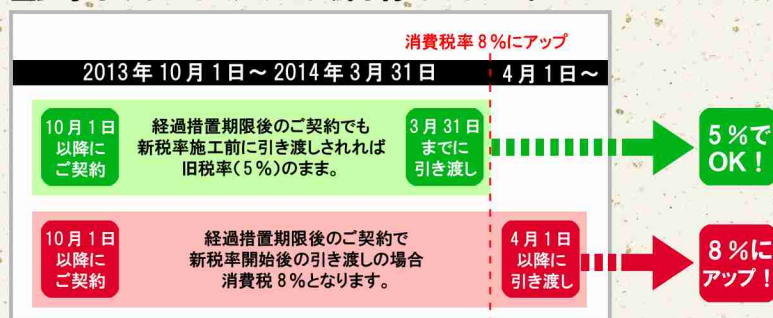 消費税率8%にアップ
2013年10月1日～2014年3月31日
4月1日～
10月1日
以降に
ご契約
経過措置期限後のご契約でも
新税率施工前に引き渡しされれば
旧税率(5%)のまま。
3月31日
までに
引き渡し
5%で
OK！
10月1日
以降に
ご契約
経過措置期限後のご契約で
新税率開始後の引き渡しの場合
消費税8%となります。
4月1日
以降に
引き渡し
8%に
アップ！